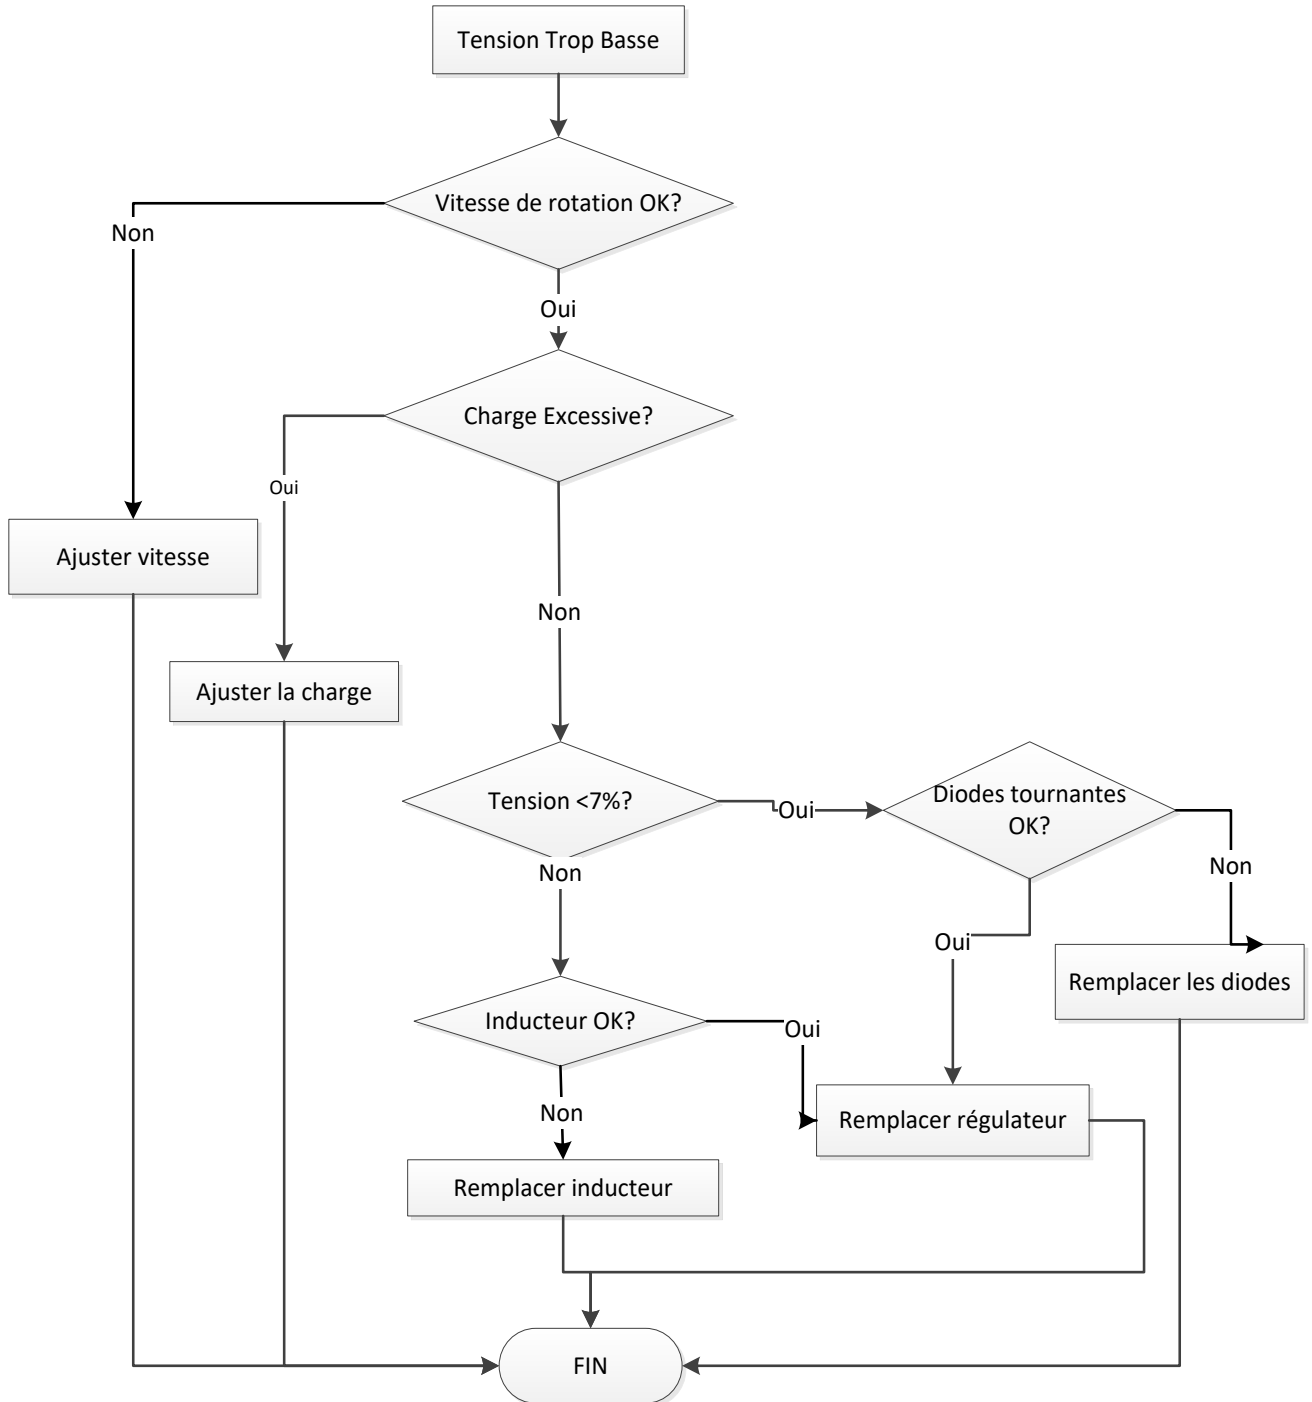 Tension Trop Basse
Vitesse de rotation OK?
Non
Oui
Charge Excessive?
Oui
Ajuster vitesse
Non
Ajuster la charge
Tension <7%?
Oui
Diodes tournantes
OK?
Non
Non
Oui
Remplacer les diodes
Inducteur OK?
Oui
Non
Remplacer régulateur
Remplacer inducteur
FIN